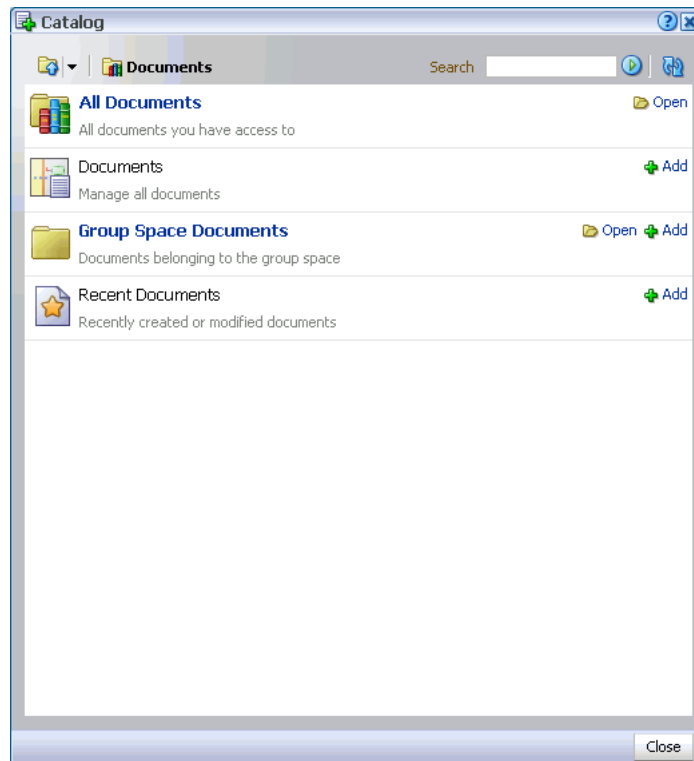 Catalog
Documents Search
All Documents Open
All documents you have access to
Documents Add
Manage all documents
Group Space Documents Open Add
Documents belonging to the group space
Recent Documents Add
Recently created or modified documents
Close